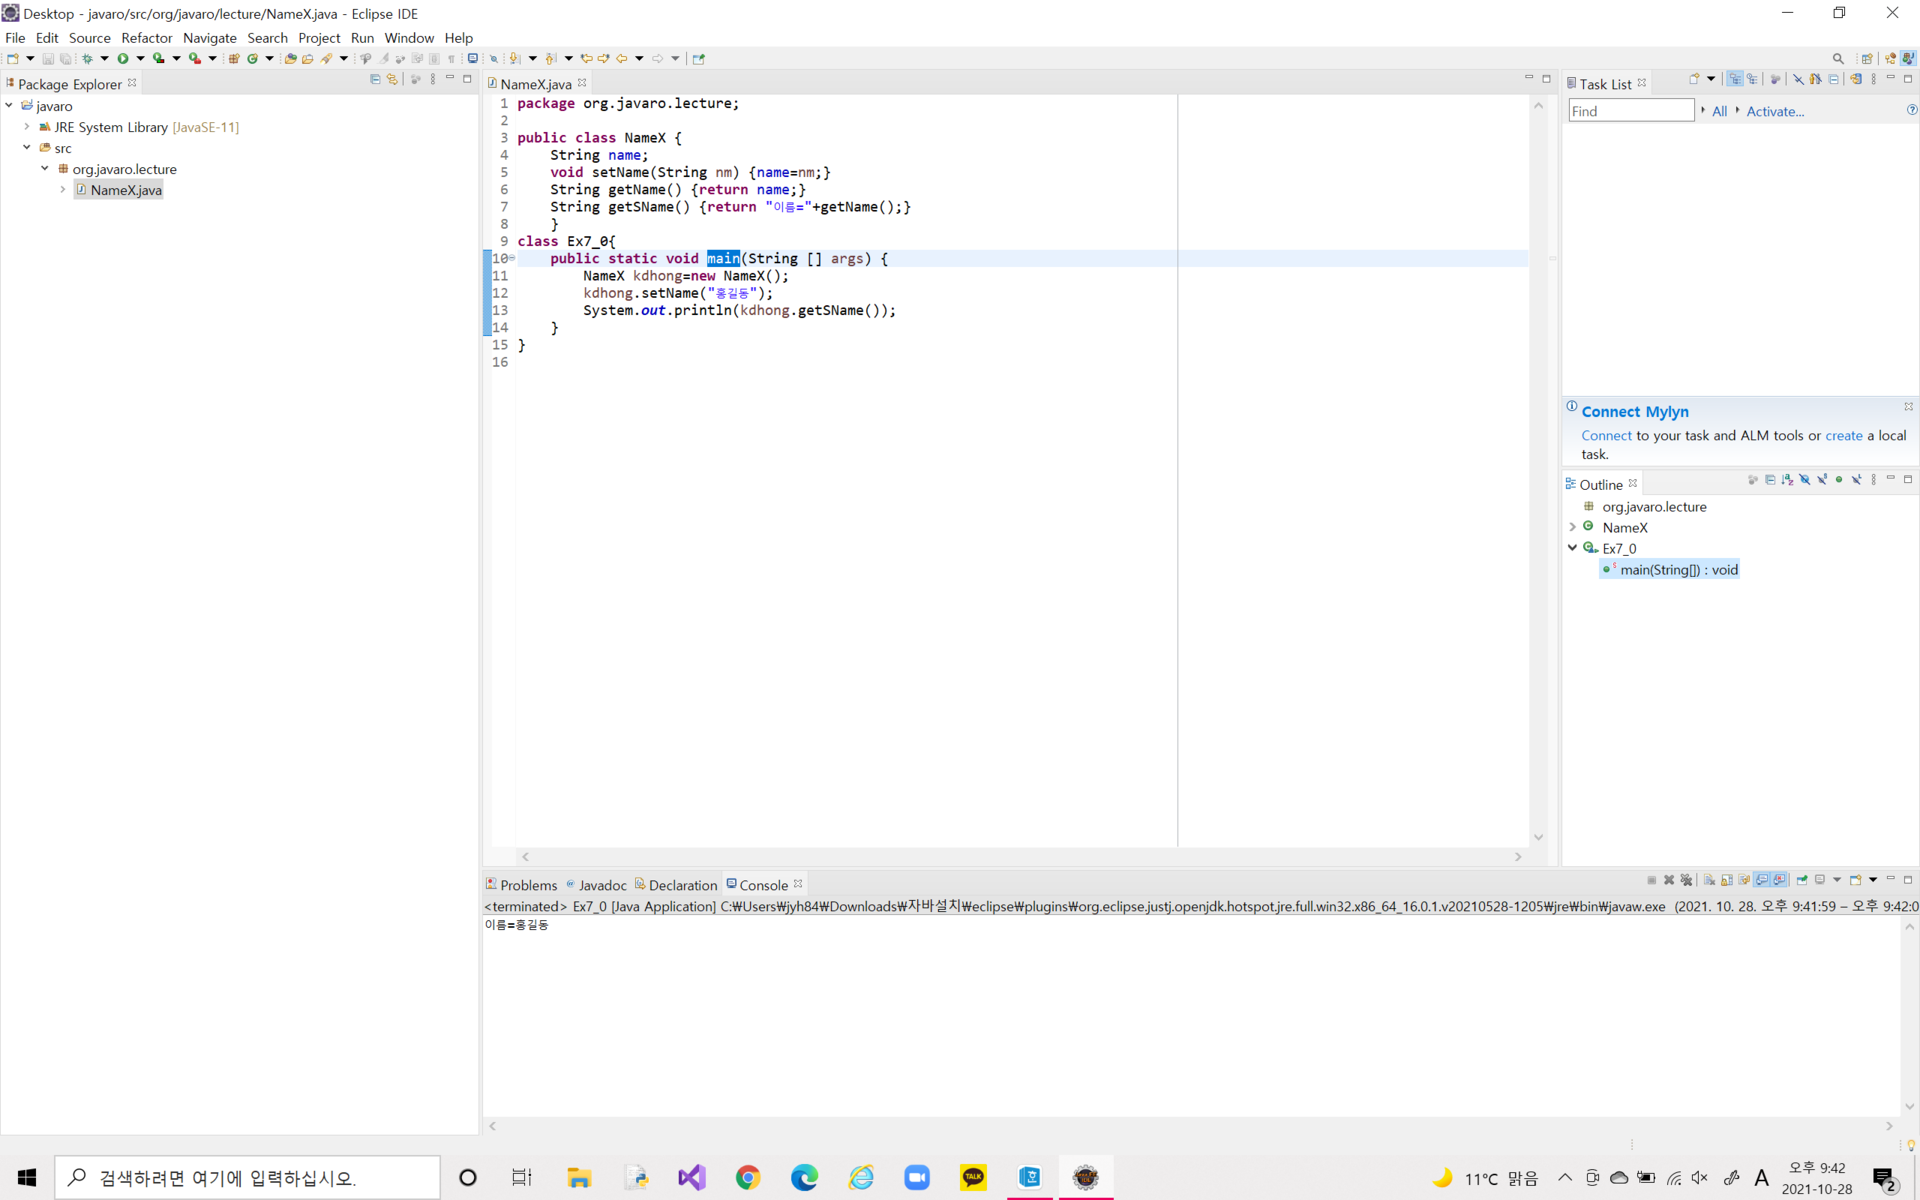 Desktop - javaro/src/org/javaro/lecture/NameX.java - Eclipse IDE
File Edit Source Refactor Navigate Search Project Run Window Help
Package Explorer
javaro
JRE System Library [JavaSE-11]
src
org.javaro.lecture
NameX.java
NameX.java
1 package org.javaro.lecture;
2
3 public class NameX {
4 String name;
5 void setName(String nm) {name=nm;}
6 String getName() {return name;}
7 String getSName() {return "이름="+getName();}
8 }
9 class Ex7_0{
10 public static void main(String [] args) {
11 NameX kdhong=new NameX();
12 kdhong.setName("홍길동");
13 System.out.println(kdhong.getSName());
14 }
15 }
16
Task List
Find All Activate...
Connect Mylyn
Connect to your task and ALM tools or create a local
task.
Outline
org.javaro.lecture
NameX
Ex7_0
main(String[]) : void
Problems Javadoc Declaration Console
<terminated> Ex7_0 [Java Application] C:₩Users₩jyh84₩Downloads₩자바설치₩eclipse₩plugins₩org.eclipse.justj.openjdk.hotspot.jre.full.win32.x86_64_16.0.1.v20210528-1205₩jre₩bin₩javaw.exe (2021. 10. 28. 오후 9:41:59 – 오후 9:42:0
이름=홍길동
검색하려면 여기에 입력하십시오.
TALK
11°C 맑음
A
오후 9:42
2021-10-28
2